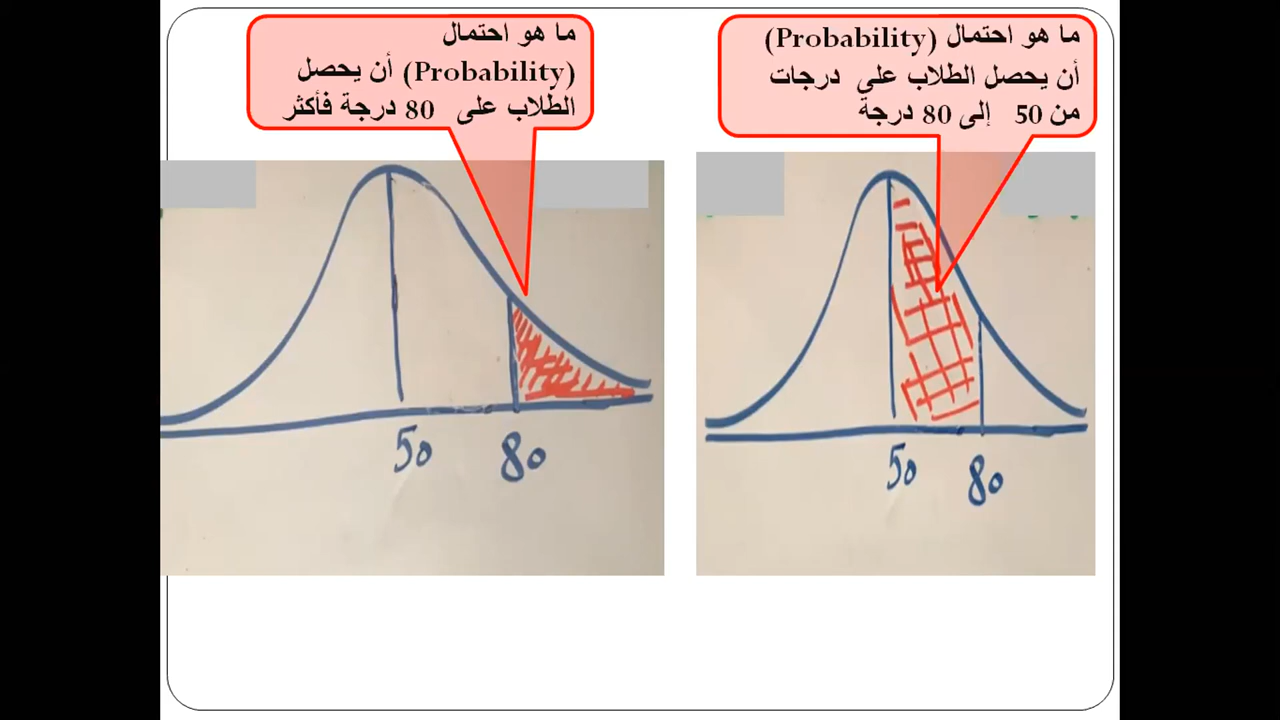 ما هو احتمال (Probability)
أن يحصل الطلاب على درجات
من 50 إلى 80 درجة
ما هو احتمال
(Probability) أن يحصل
الطلاب على 80 درجة فأكثر
50
80
50
80